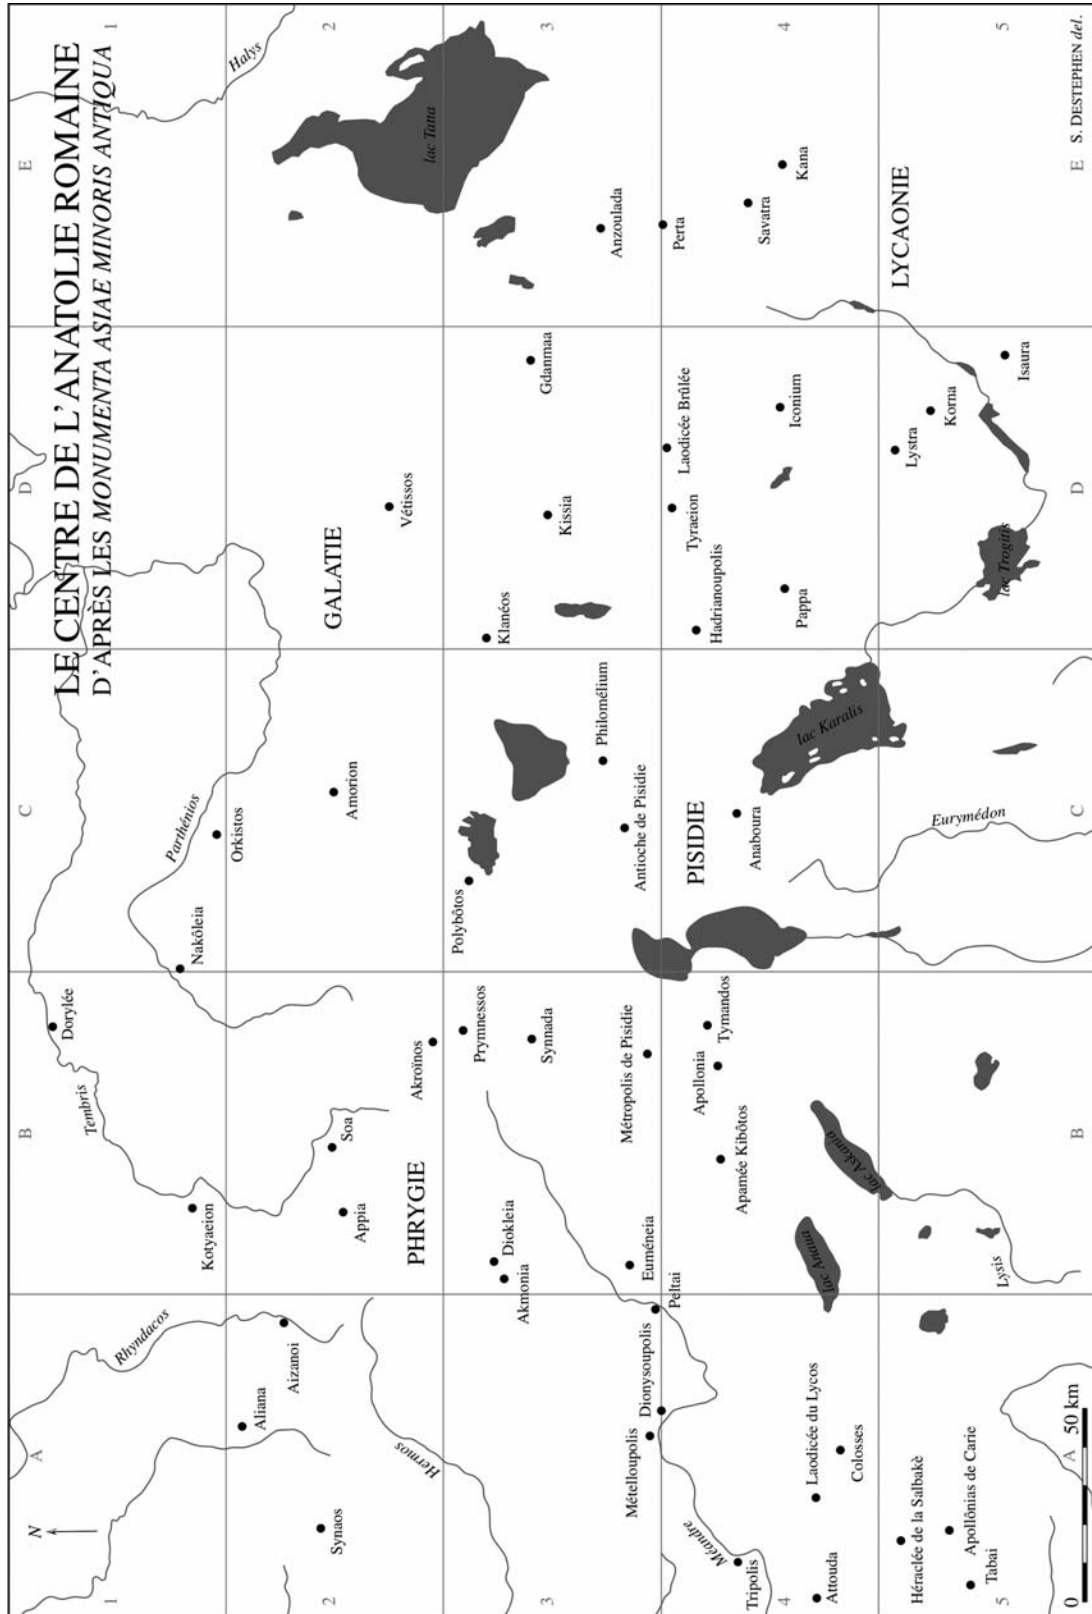 LE CENTRE DE L'ANATOLIE ROMAINE
D'APRÈS LES MONUMENTA ASIAE MINORIS ANTIQUA
A
B
C
D
E
1
1
N
Rhyndacos
Tembris
Dorylée
Kotyaeion
Nakôleia
Parthénios
Orkistos
Halys
2
2
Synaos
Aliana
Aizanoi
Appia
Soa
Amorion
GALATIE
Vétissos
Hermos
PHRYGIE
Akroïnos
lac Tatta
3
3
Akmonia
Diokleia
Prymnessos
Synnada
Polybôtos
Klanéos
Kissia
Gdanmaa
Philomélium
Antioche de Pisidie
Anzoulada
Métropolis de Pisidie
Euméneia
Peltai
Mételloupolis
Dionysoupolis
4
4
Méandre
Tripolis
Attouda
Laodicée du Lycos
Colosses
Apamée Kibôtos
Apollonia
Tymandos
lac Anaua
lac Askania
PISIDIE
Anaboura
lac Karalis
Hadrianoupolis
Tyraeion
Laodicée Brûlée
Pappa
Iconium
Perta
Savatra
Kana
5
5
Héraclée de la Salbakè
Apollônias de Carie
Tabai
Lysis
Eurymédon
lac Trogitis
Lystra
Korna
Isaura
LYCAONIE
0
50 km
A
B
C
D
E
S. DESTEPHEN del.